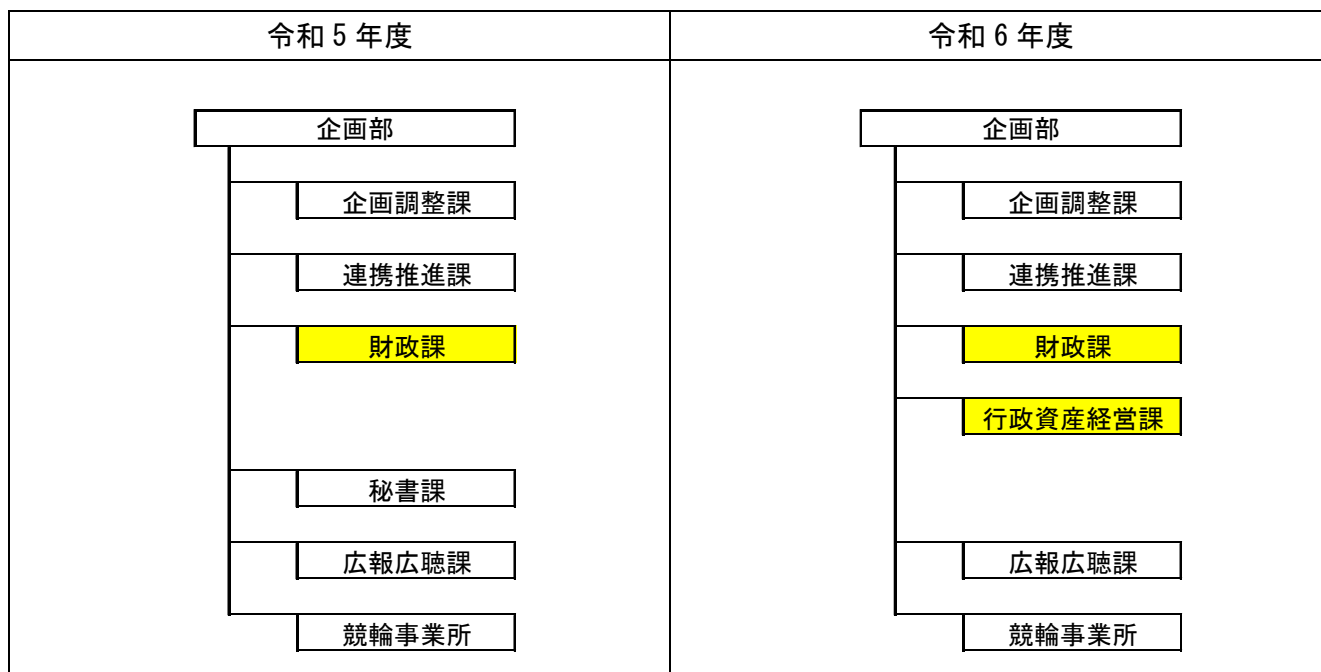 令和5年度
企画部
企画調整課
連携推進課
財政課
秘書課
広報広聴課
競輪事業所
令和6年度
企画部
企画調整課
連携推進課
財政課
行政資産経営課
広報広聴課
競輪事業所